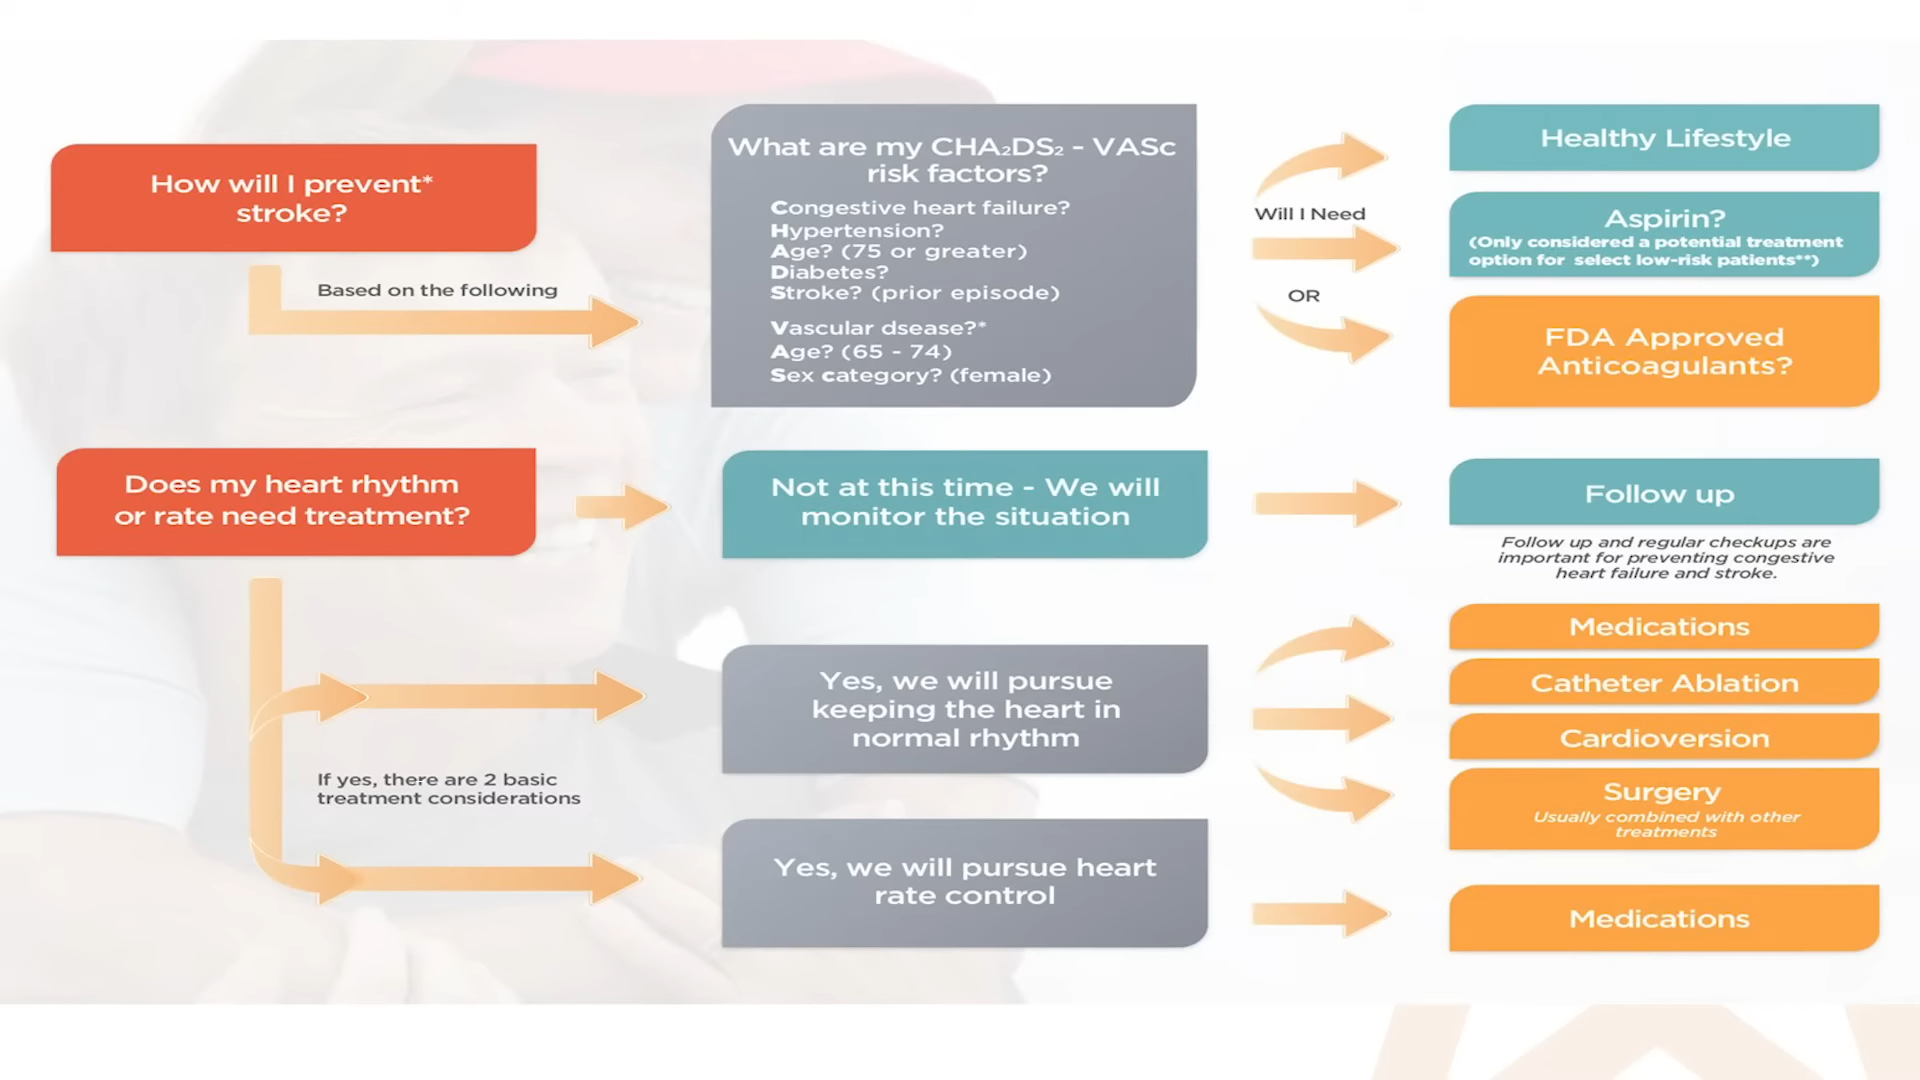 How will I prevent*
stroke?
Based on the following
What are my CHA₂DS₂ - VASc
risk factors?
Congestive heart failure?
Hypertension?
Age? (75 or greater)
Diabetes?
Stroke? (prior episode)
Vascular dsease?*
Age? (65 - 74)
Sex category? (female)
Will I Need
OR
Healthy Lifestyle
Aspirin?
(Only considered a potential treatment
option for select low-risk patients**)
FDA Approved
Anticoagulants?
Does my heart rhythm
or rate need treatment?
Not at this time - We will
monitor the situation
Follow up
Follow up and regular checkups are
important for preventing congestive
heart failure and stroke.
If yes, there are 2 basic
treatment considerations
Yes, we will pursue
keeping the heart in
normal rhythm
Medications
Catheter Ablation
Cardioversion
Surgery
Usually combined with other
treatments
Yes, we will pursue heart
rate control
Medications